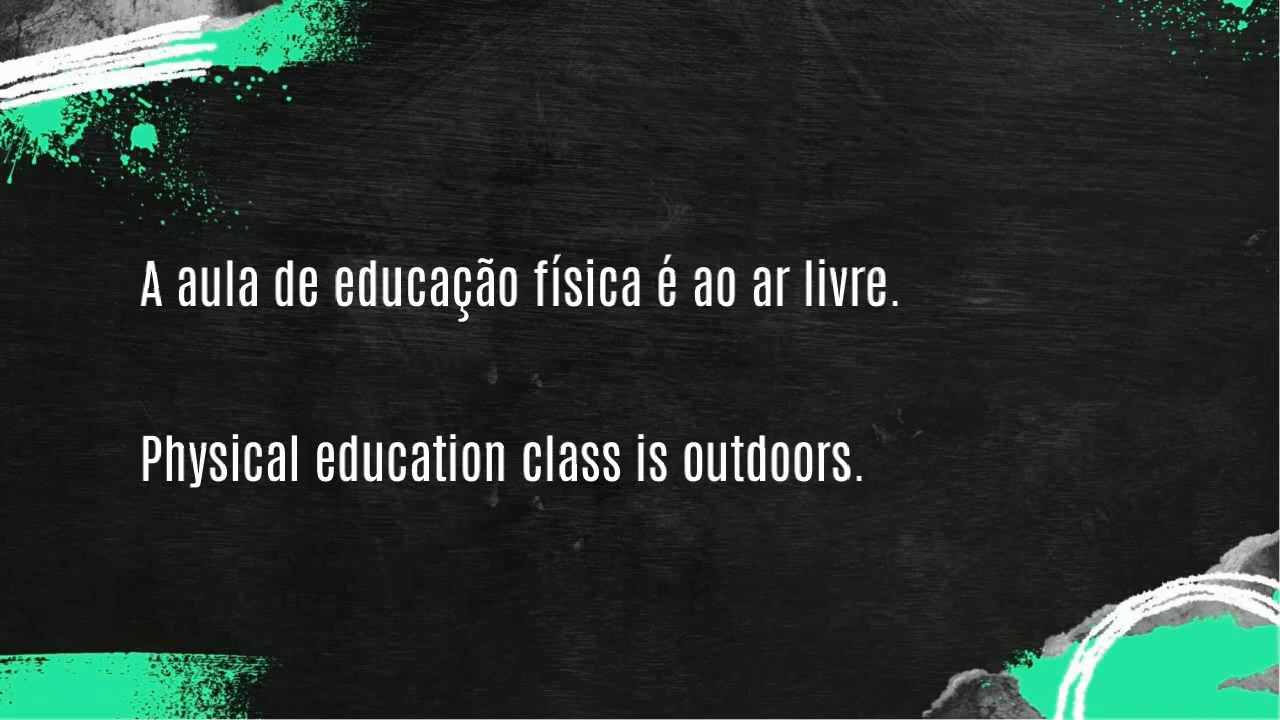 A aula de educação física é ao ar livre.
Physical education class is outdoors.